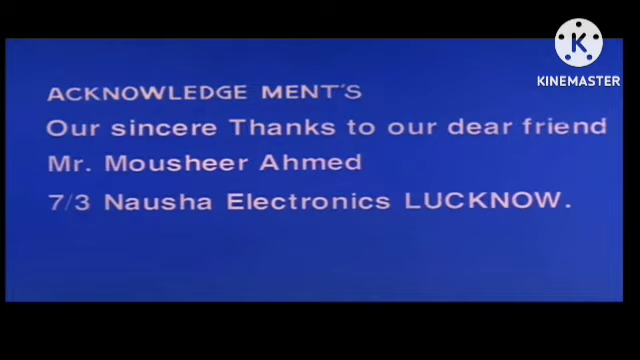 K
KINEMASTER
ACKNOWLEDGE MENT'S
Our sincere Thanks to our dear friend
Mr. Mousheer Ahmed
7/3 Nausha Electronics LUCKNOW.